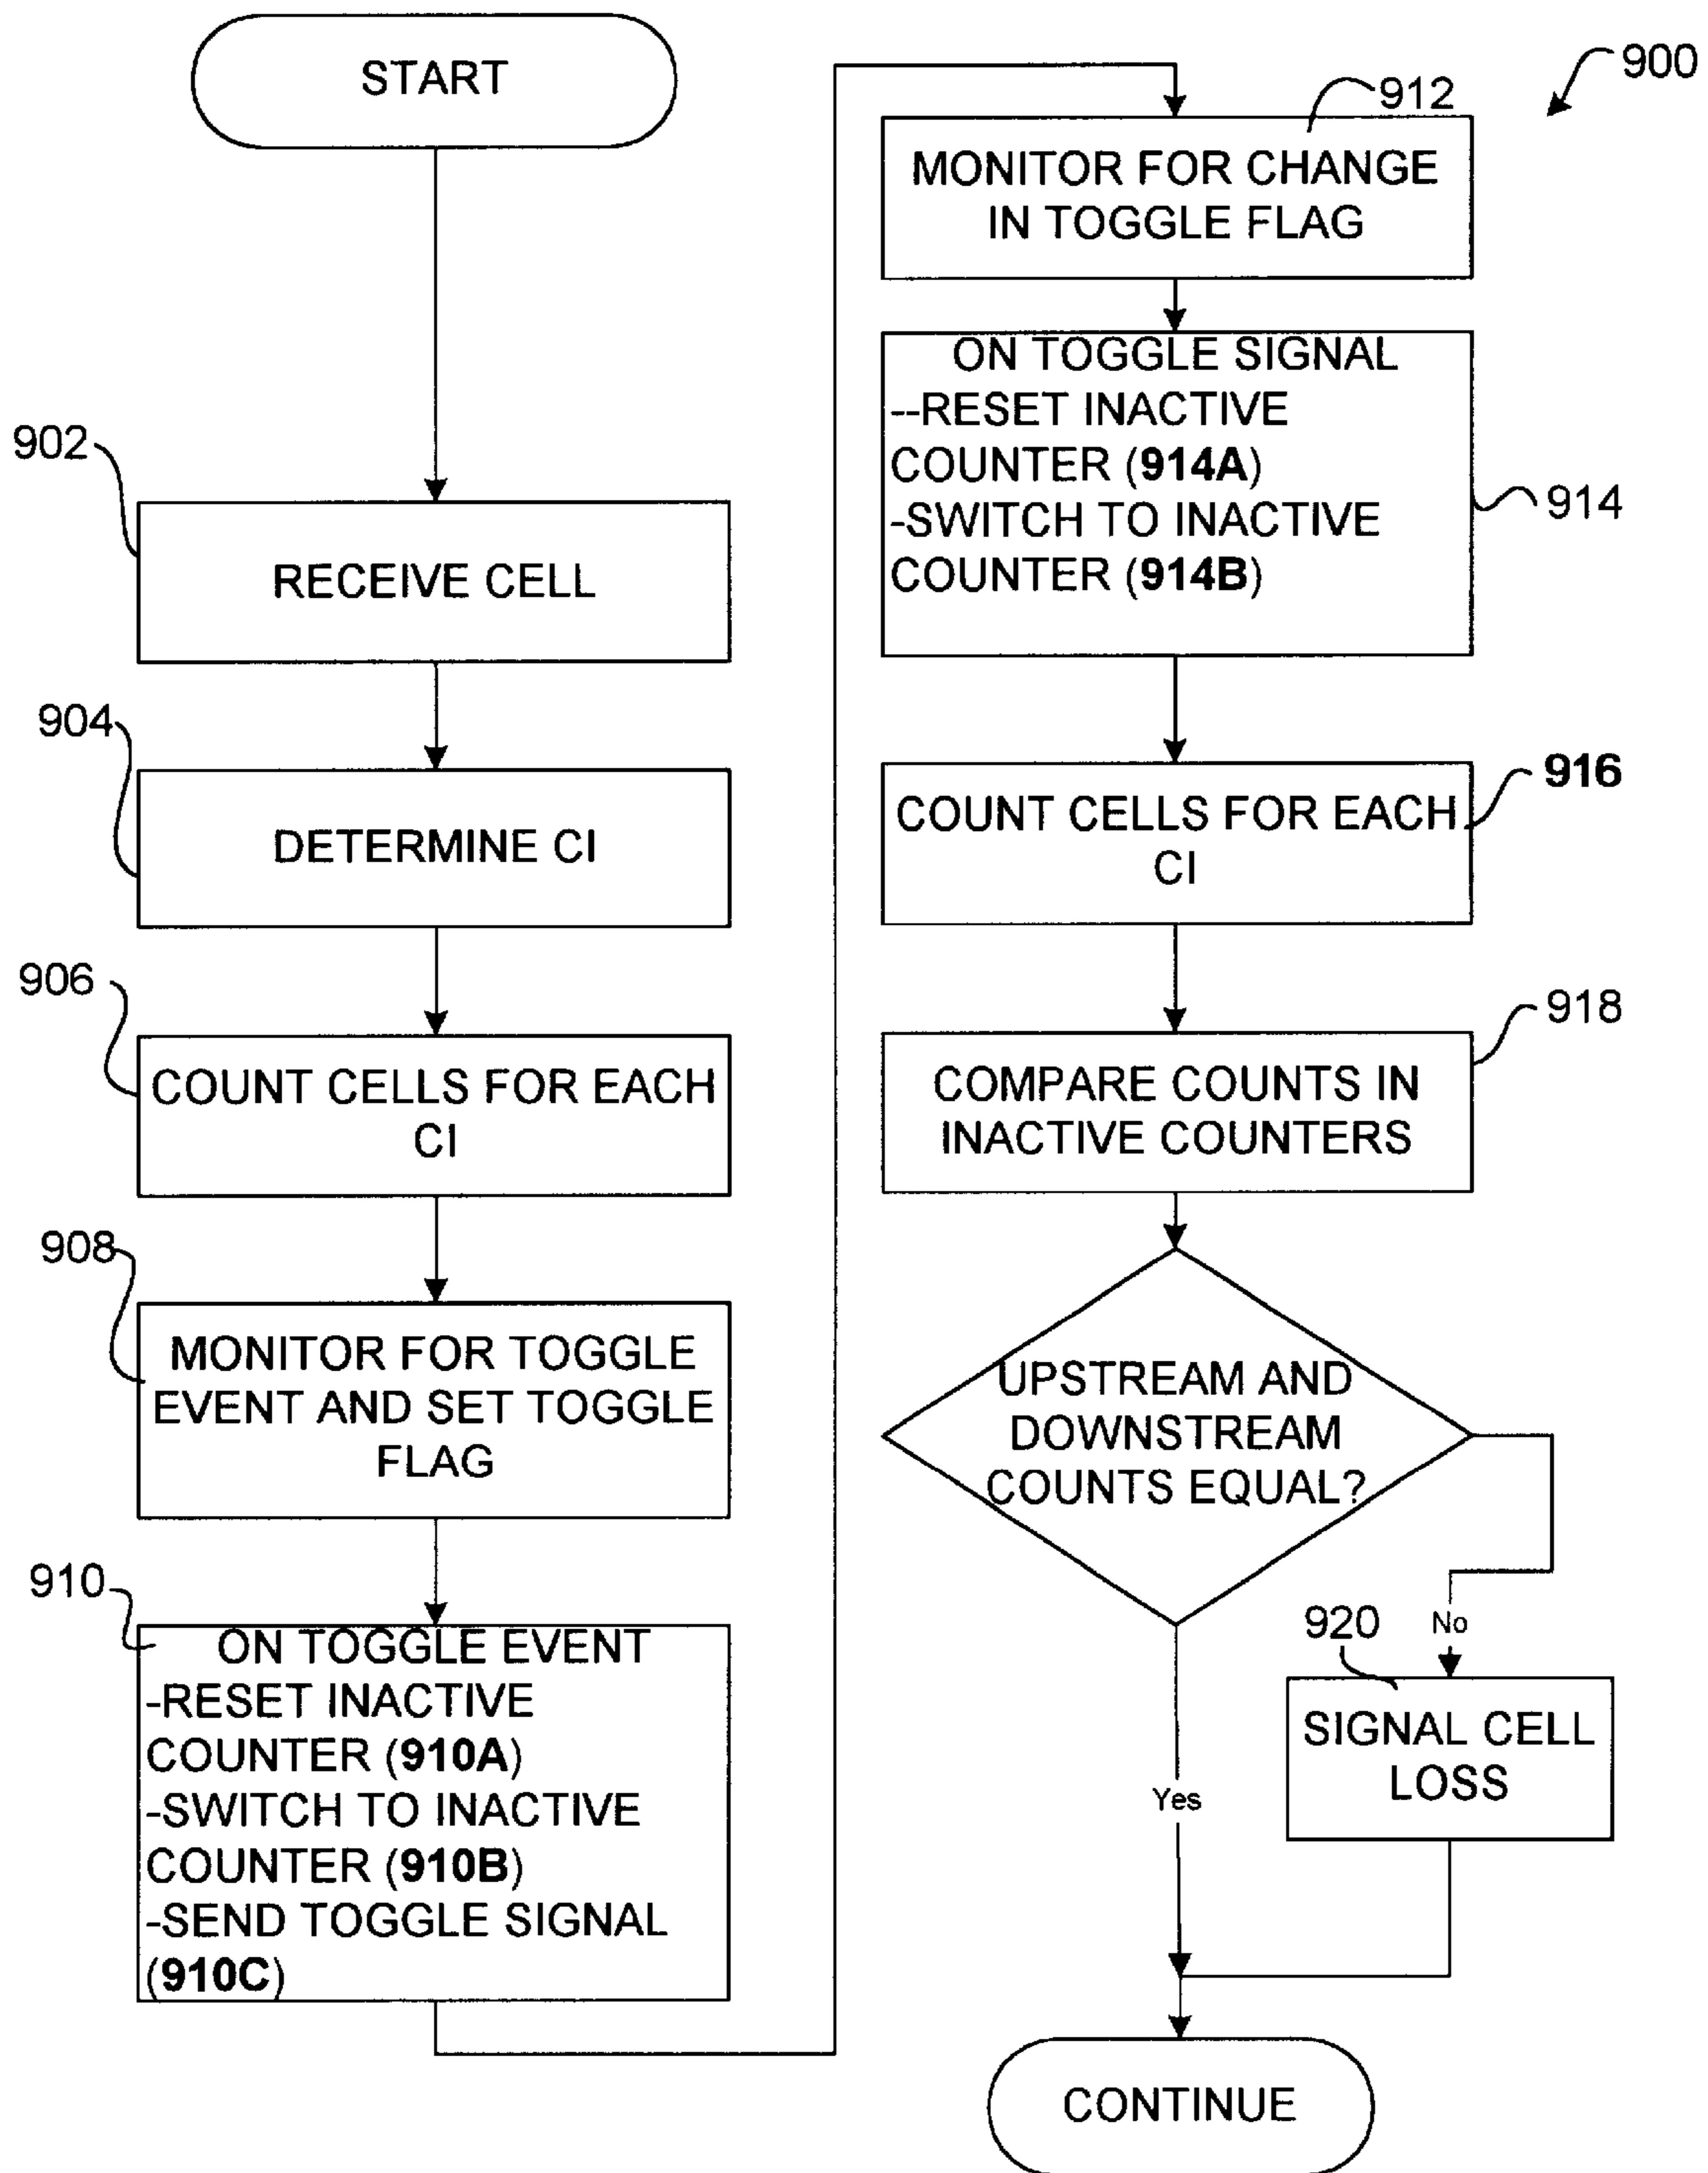 START
902
RECEIVE CELL
904
DETERMINE CI
906
COUNT CELLS FOR EACH
CI
908
MONITOR FOR TOGGLE
EVENT AND SET TOGGLE
FLAG
910
ON TOGGLE EVENT
-RESET INACTIVE
COUNTER (910A)
-SWITCH TO INACTIVE
COUNTER (910B)
-SEND TOGGLE SIGNAL
(910C)
900
912
MONITOR FOR CHANGE
IN TOGGLE FLAG
ON TOGGLE SIGNAL
--RESET INACTIVE
COUNTER (914A)
-SWITCH TO INACTIVE
COUNTER (914B)
914
916
COUNT CELLS FOR EACH
CI
918
COMPARE COUNTS IN
INACTIVE COUNTERS
UPSTREAM AND
DOWNSTREAM
COUNTS EQUAL?
No
920
SIGNAL CELL
LOSS
Yes
CONTINUE